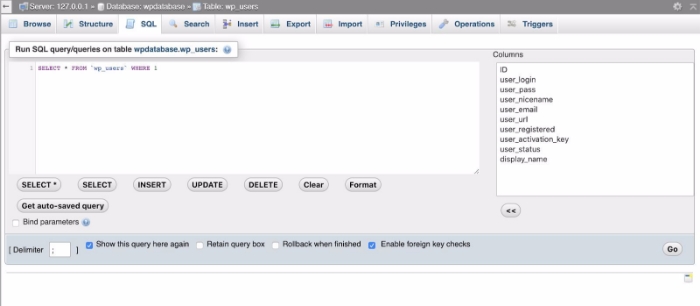 Server: 127.0.0.1 » Database: wpdatabase » Table: wp_users
Browse Structure SQL Search Insert Export Import Privileges Operations Triggers
Run SQL query/queries on table wpdatabase.wp_users:
1 SELECT * FROM `wp_users` WHERE 1
Columns
ID
user_login
user_pass
user_nicename
user_email
user_url
user_registered
user_activation_key
user_status
display_name
SELECT * SELECT INSERT UPDATE DELETE Clear Format
Get auto-saved query
<<
Bind parameters
[ Delimiter ; ] Show this query here again Retain query box Rollback when finished Enable foreign key checks Go